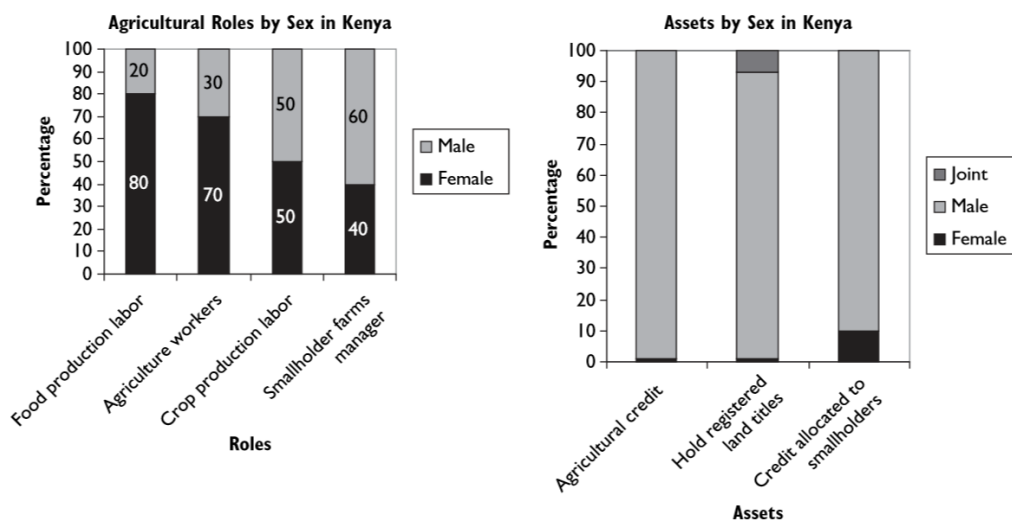 Agricultural Roles by Sex in Kenya
100
90
80
70
60
50
40
30
20
10
0
Percentage
20
80
30
70
50
50
60
40
Food production labor
Agriculture workers
Crop production labor
Smallholder farms
manager
Roles
Male
Female
Assets by Sex in Kenya
100
90
80
70
60
50
40
30
20
10
0
Percentage
Agricultural credit
Hold registered
land titles
Credit allocated to
smallholders
Assets
Joint
Male
Female